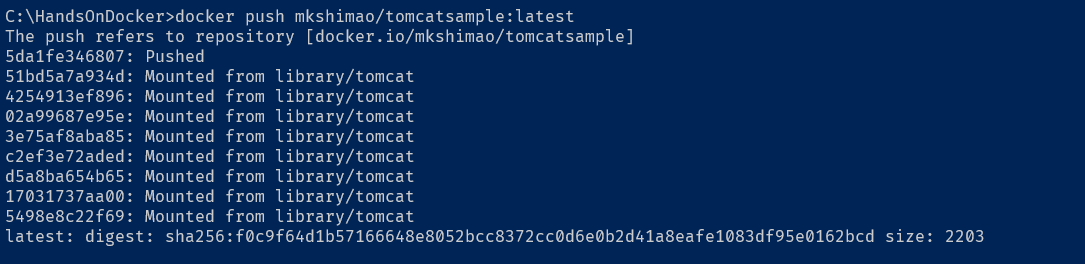 C:\HandsOnDocker>docker push mkshimao/tomcatsample:latest
The push refers to repository [docker.io/mkshimao/tomcatsample]
5da1fe346807: Pushed
51bd5a7a934d: Mounted from library/tomcat
4254913ef896: Mounted from library/tomcat
02a99687e95e: Mounted from library/tomcat
3e75af8aba85: Mounted from library/tomcat
c2ef3e72aded: Mounted from library/tomcat
d5a8ba654b65: Mounted from library/tomcat
17031737aa00: Mounted from library/tomcat
5498e8c22f69: Mounted from library/tomcat
latest: digest: sha256:f0c9f64d1b57166648e8052bcc8372cc0d6e0b2d41a8eafe1083df95e0162bcd size: 2203